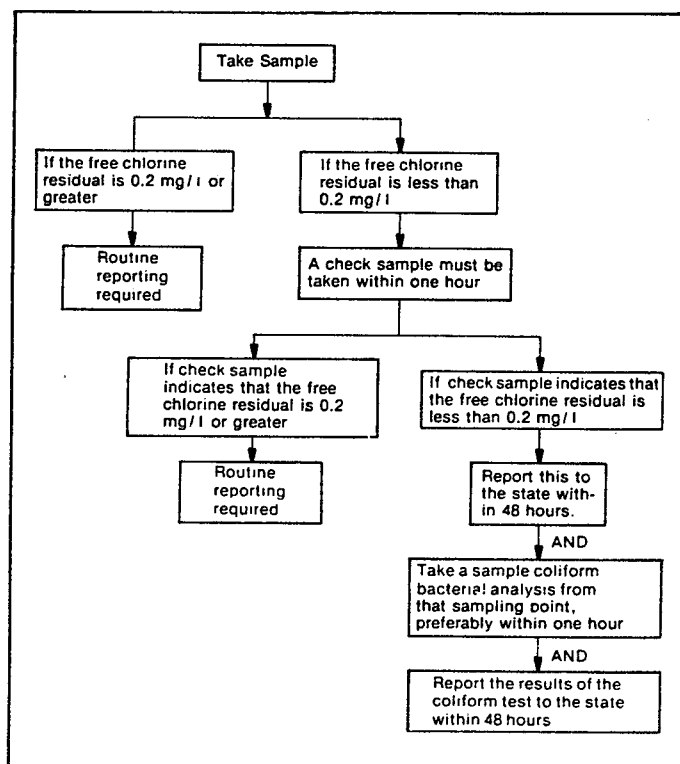 Take Sample
If the free chlorine
residual is 0.2 mg/l or
greater
If the free chlorine
residual is less than
0.2 mg/l
Routine
reporting
required
A check sample must be
taken within one hour
If check sample
indicates that the free
chlorine residual is 0.2
mg/l or greater
If check sample indicates that
the free chlorine residual is
less than 0.2 mg/l
Routine
reporting
required
Report this to
the state with-
in 48 hours.
AND
Take a sample coliform
bacterial analysis from
that sampling point,
preferably within one hour
AND
Report the results of the
coliform test to the state
within 48 hours